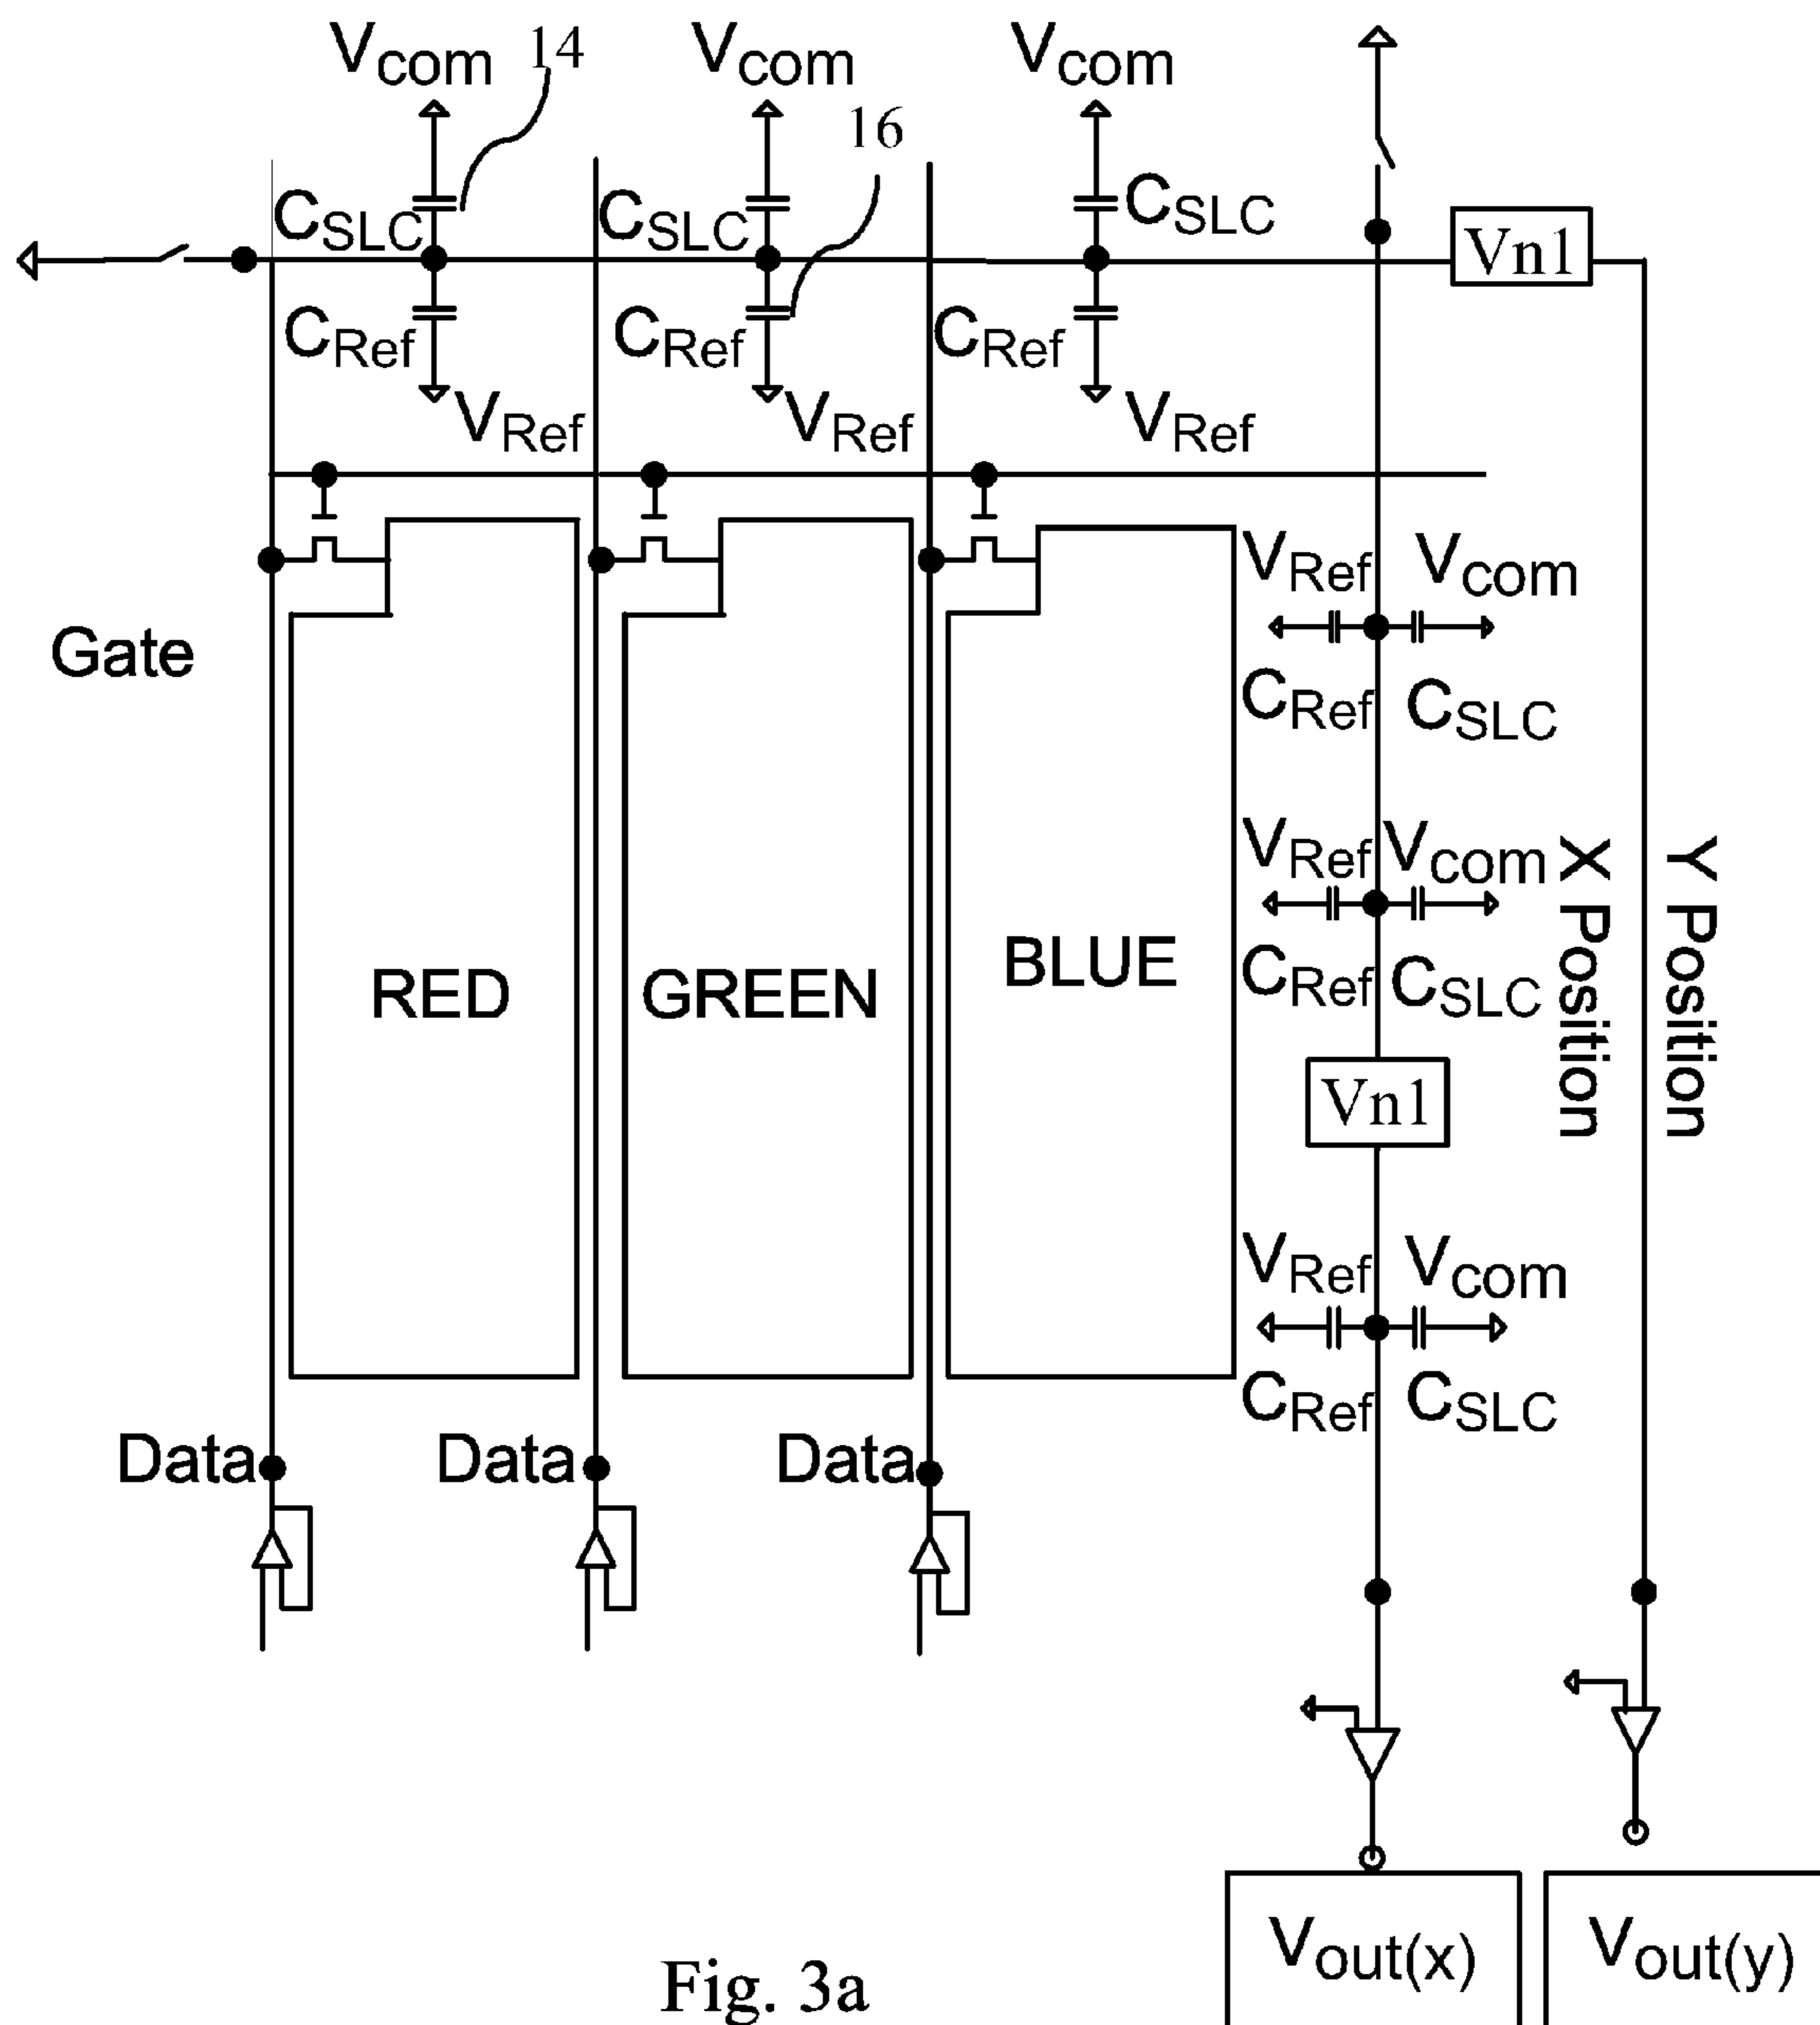 Vcom 14 Vcom Vcom
16
CSLC CSLC CSLC
Vn1
CRef CRef CRef
VRef VRef VRef
VRef Vcom
Gate
CRef CSLC
VRef Vcom
X Position
Y Position
RED GREEN BLUE
CRef CSLC
Vn1
VRef Vcom
CRef CSLC
Data Data Data
Vout(x) Vout(y)
Fig. 3a